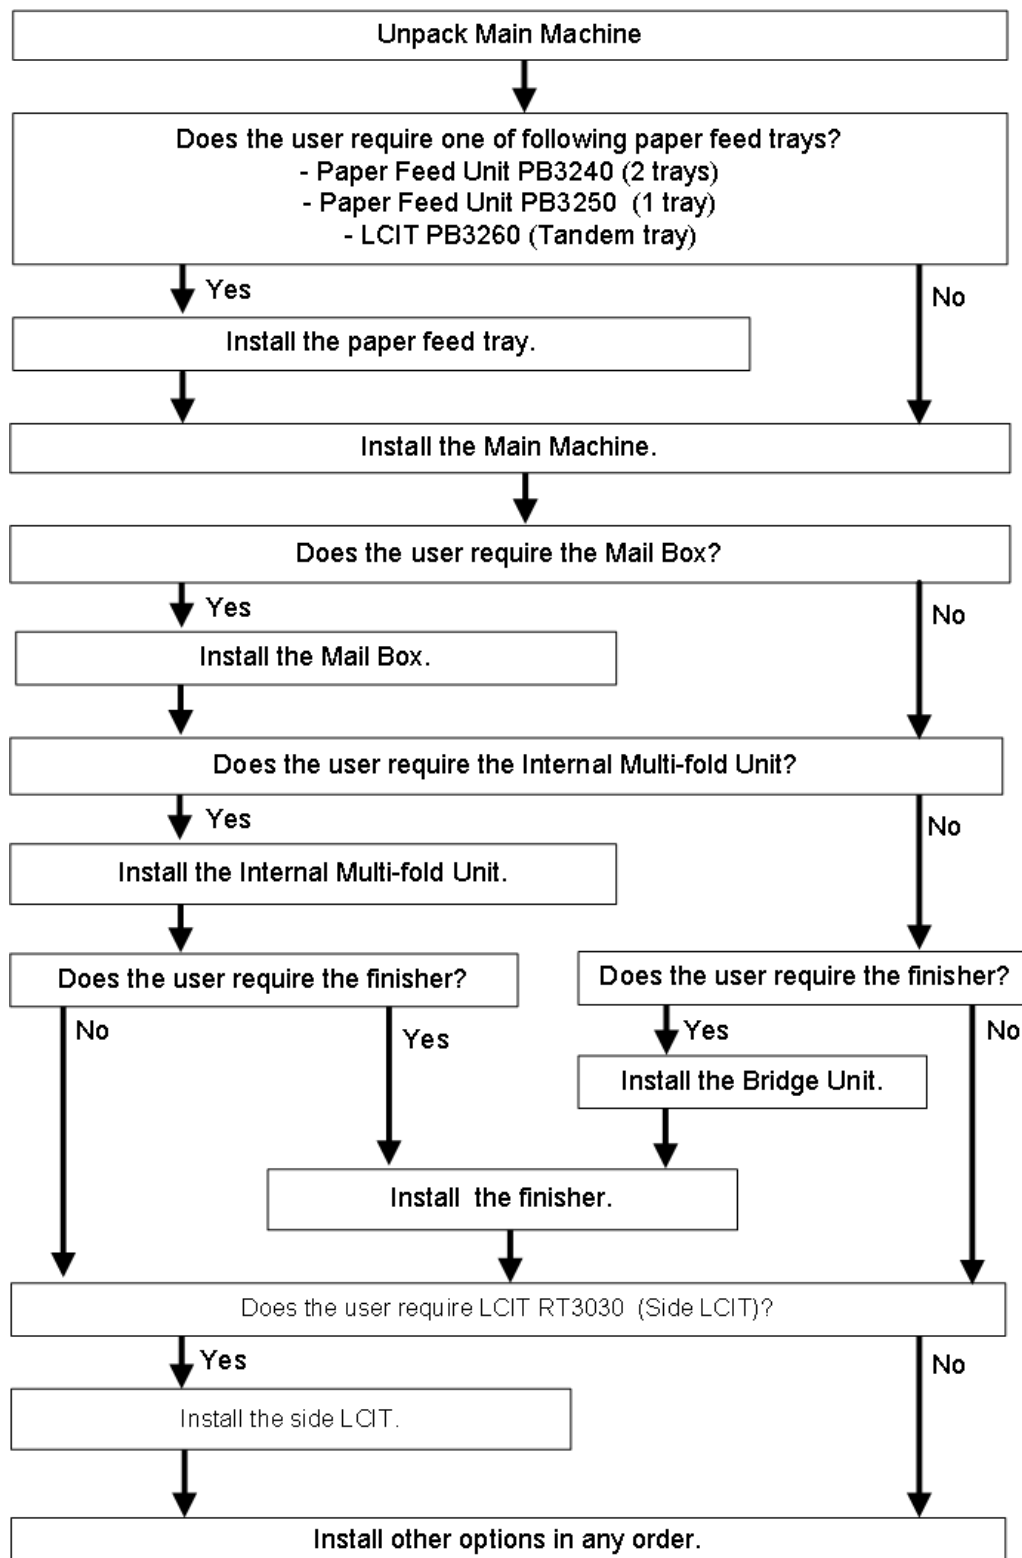 Unpack Main Machine
Does the user require one of following paper feed trays?
- Paper Feed Unit PB3240 (2 trays)
- Paper Feed Unit PB3250 (1 tray)
- LCIT PB3260 (Tandem tray)
Yes
No
Install the paper feed tray.
Install the Main Machine.
Does the user require the Mail Box?
Yes
No
Install the Mail Box.
Does the user require the Internal Multi-fold Unit?
Yes
No
Install the Internal Multi-fold Unit.
Does the user require the finisher?
Does the user require the finisher?
No
Yes
Yes
No
Install the Bridge Unit.
Install the finisher.
Does the user require LCIT RT3030 (Side LCIT)?
Yes
No
Install the side LCIT.
Install other options in any order.